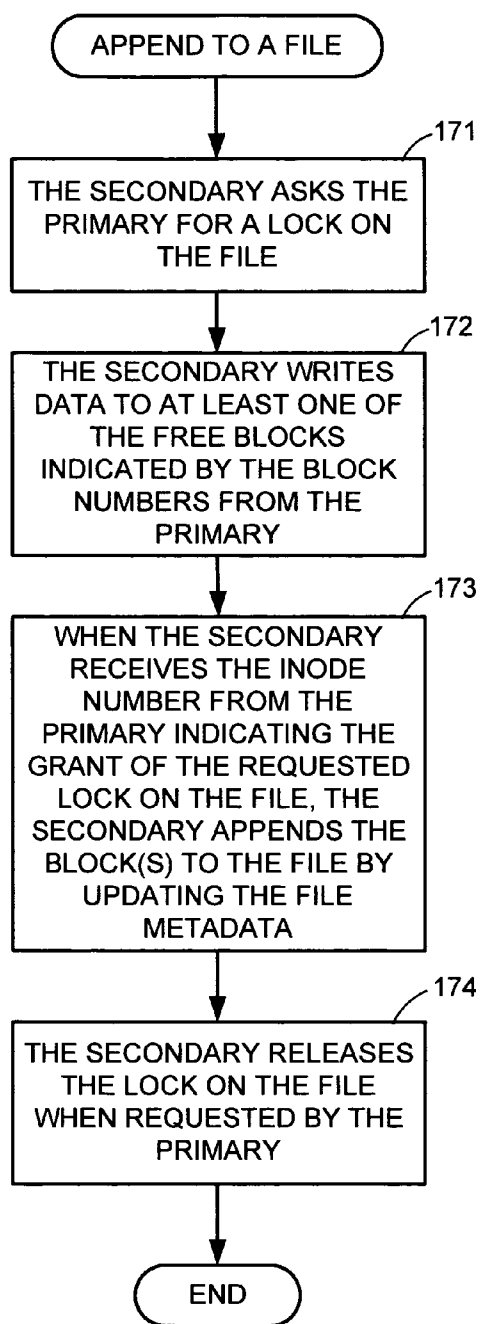 APPEND TO A FILE
171
THE SECONDARY ASKS THE
PRIMARY FOR A LOCK ON
THE FILE
172
THE SECONDARY WRITES
DATA TO AT LEAST ONE OF
THE FREE BLOCKS
INDICATED BY THE BLOCK
NUMBERS FROM THE
PRIMARY
173
WHEN THE SECONDARY
RECEIVES THE INODE
NUMBER FROM THE
PRIMARY INDICATING THE
GRANT OF THE REQUESTED
LOCK ON THE FILE, THE
SECONDARY APPENDS THE
BLOCK(S) TO THE FILE BY
UPDATING THE FILE
METADATA
174
THE SECONDARY RELEASES
THE LOCK ON THE FILE
WHEN REQUESTED BY THE
PRIMARY
END